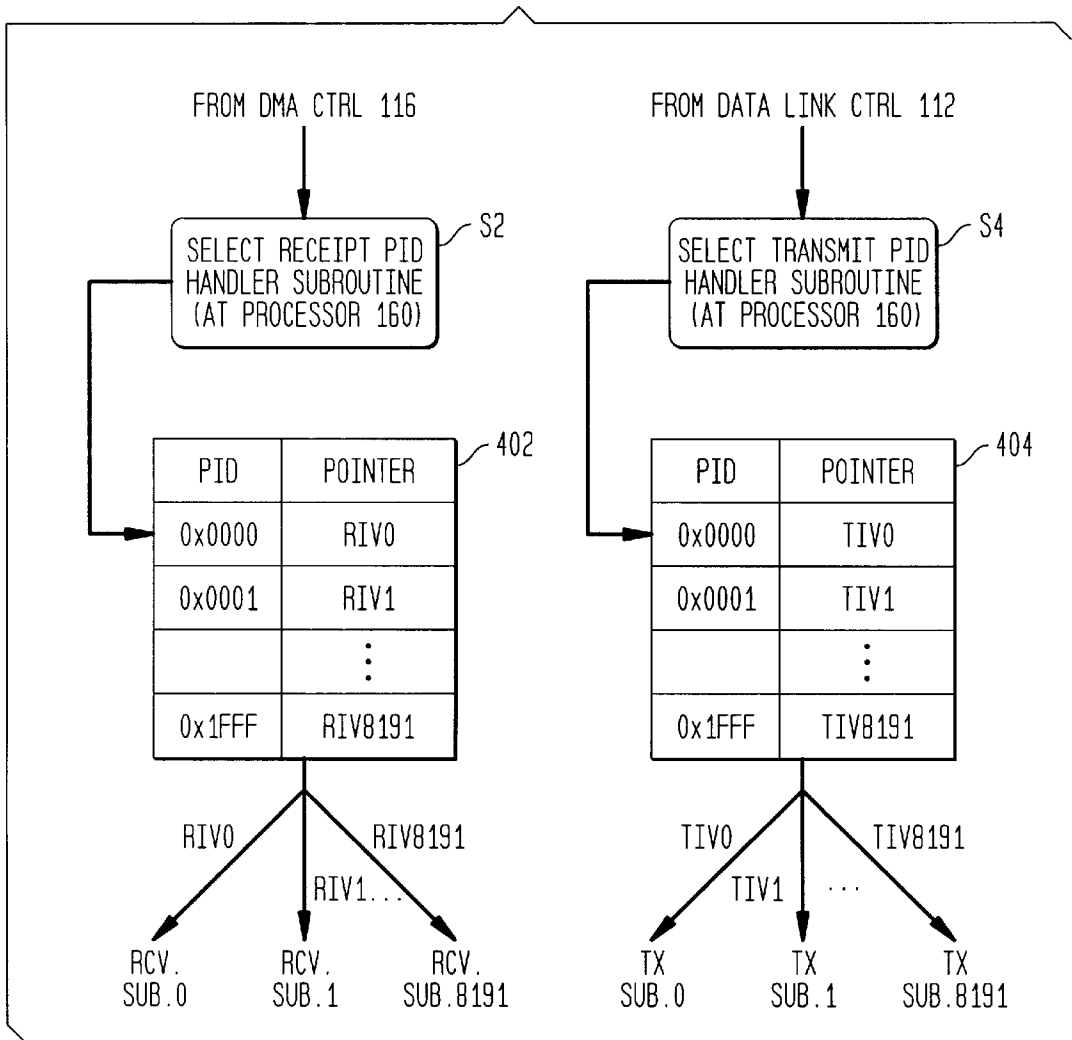 FROM DMA CTRL 116
S2
SELECT RECEIPT PID
HANDLER SUBROUTINE
(AT PROCESSOR 160)
402
PID POINTER
0x0000 RIV0
0x0001 RIV1
⋮
0x1FFF RIV8191
RIV0 RIV8191
RIV1...
RCV. SUB.0
RCV. SUB.1
RCV. SUB.8191
FROM DATA LINK CTRL 112
S4
SELECT TRANSMIT PID
HANDLER SUBROUTINE
(AT PROCESSOR 160)
404
PID POINTER
0x0000 TIV0
0x0001 TIV1
⋮
0x1FFF TIV8191
TIV0 TIV8191
TIV1 ...
TX SUB.0
TX SUB.1
TX SUB.8191